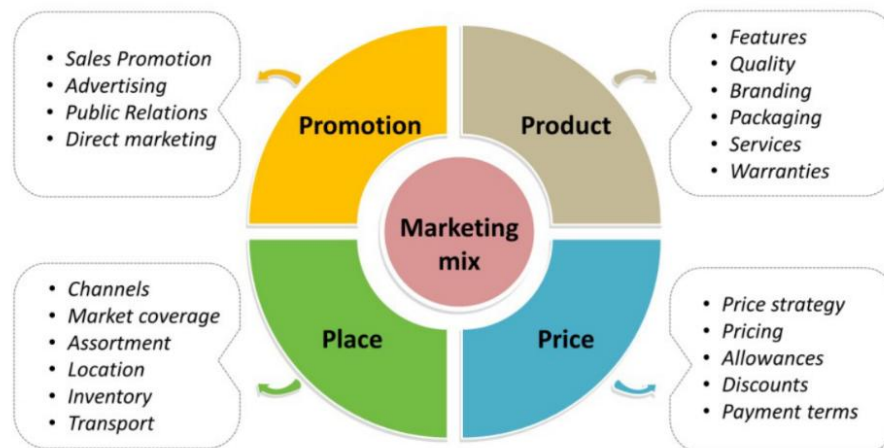 • Sales Promotion
• Advertising
• Public Relations
• Direct marketing
Promotion
Product
• Features
• Quality
• Branding
• Packaging
• Services
• Warranties
Marketing
mix
• Channels
• Market coverage
• Assortment
• Location
• Inventory
• Transport
Place
Price
• Price strategy
• Pricing
• Allowances
• Discounts
• Payment terms